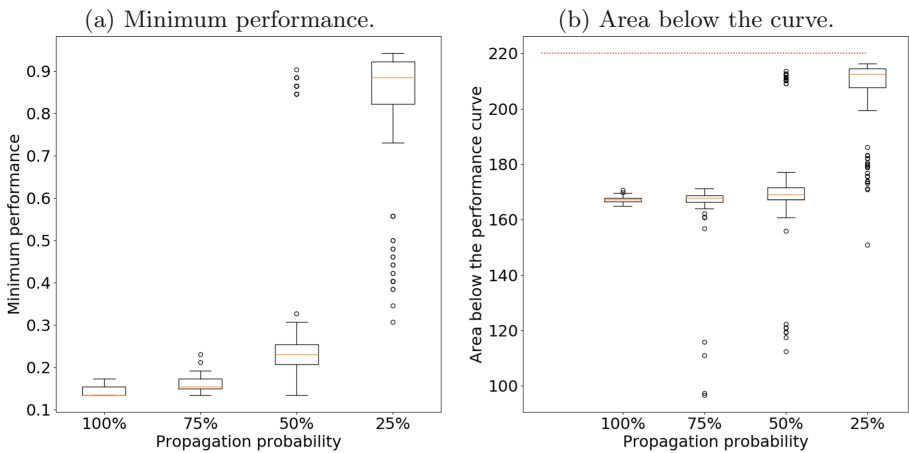 (a) Minimum performance.
Minimum performance
0.9
0.8
0.7
0.6
0.5
0.4
0.3
0.2
0.1
100% 75% 50% 25%
Propagation probability
(b) Area below the curve.
Area below the performance curve
220
200
180
160
140
120
100
100% 75% 50% 25%
Propagation probability